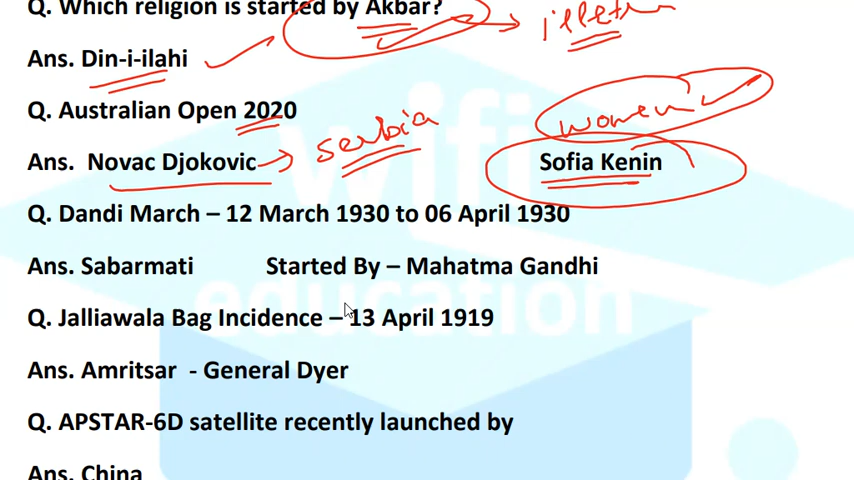 Q. Which religion is started by Akbar?
Ans. Din-i-ilahi
Q. Australian Open 2020 women
serbia
Ans. Novac Djokovic Sofia Kenin
Q. Dandi March – 12 March 1930 to 06 April 1930
Ans. Sabarmati Started By – Mahatma Gandhi
Q. Jalliawala Bag Incidence – 13 April 1919
Ans. Amritsar - General Dyer
Q. APSTAR-6D satellite recently launched by
Ans. China
wifi
education